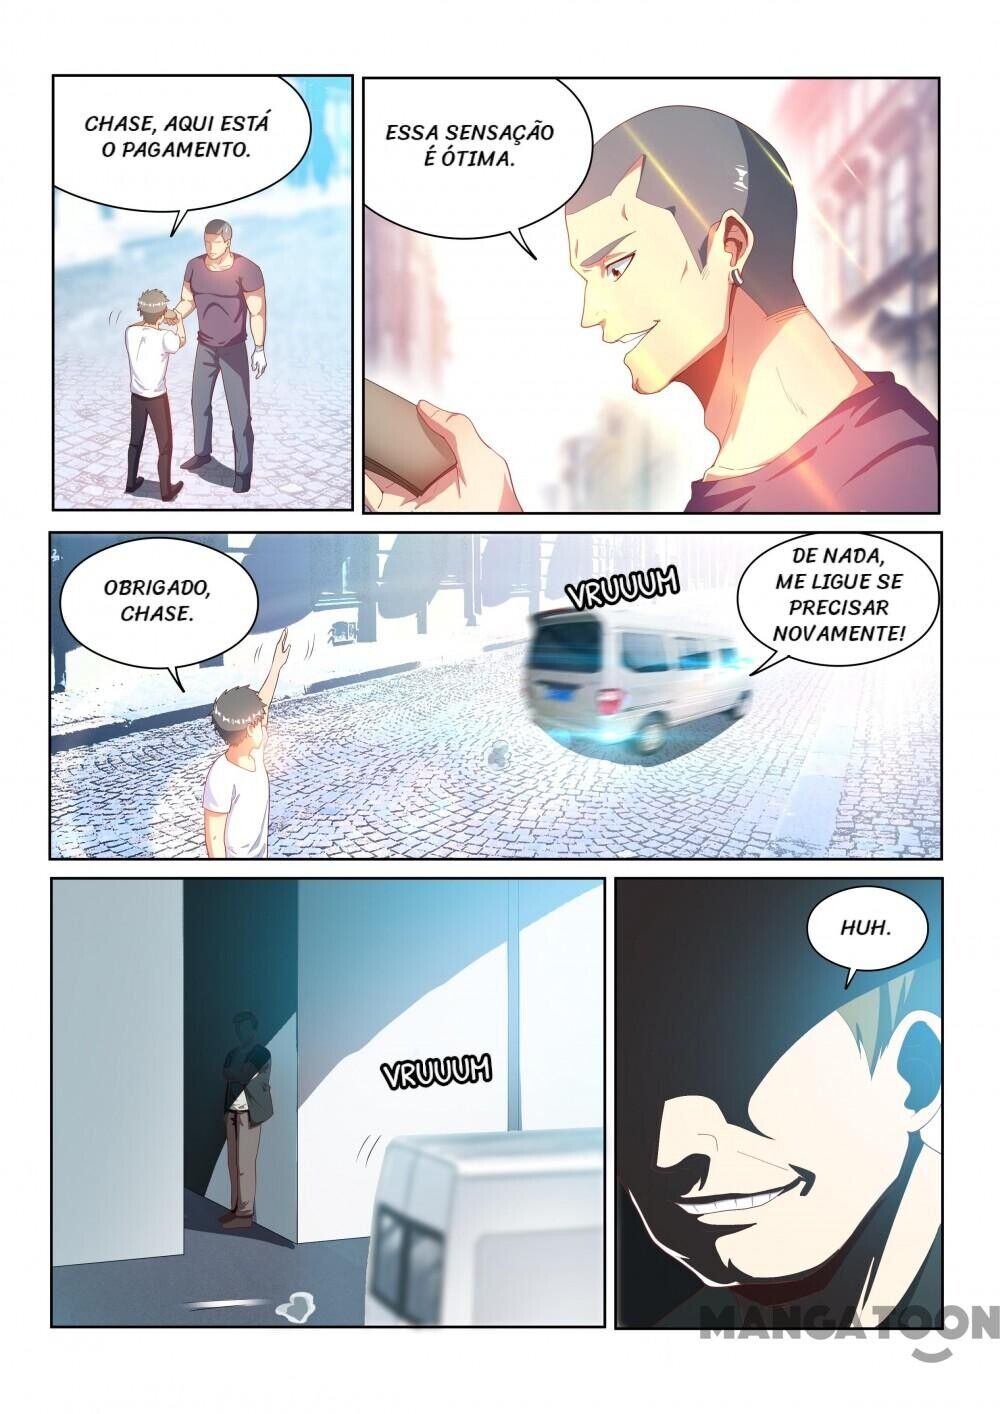 CHASE, AQUI ESTÁ
O PAGAMENTO.
ESSA SENSAÇÃO
É ÓTIMA.
OBRIGADO,
CHASE.
VRUUUM
DE NADA,
ME LIGUE SE
PRECISAR
NOVAMENTE!
VRUUUM
HUH.
MANGATOON